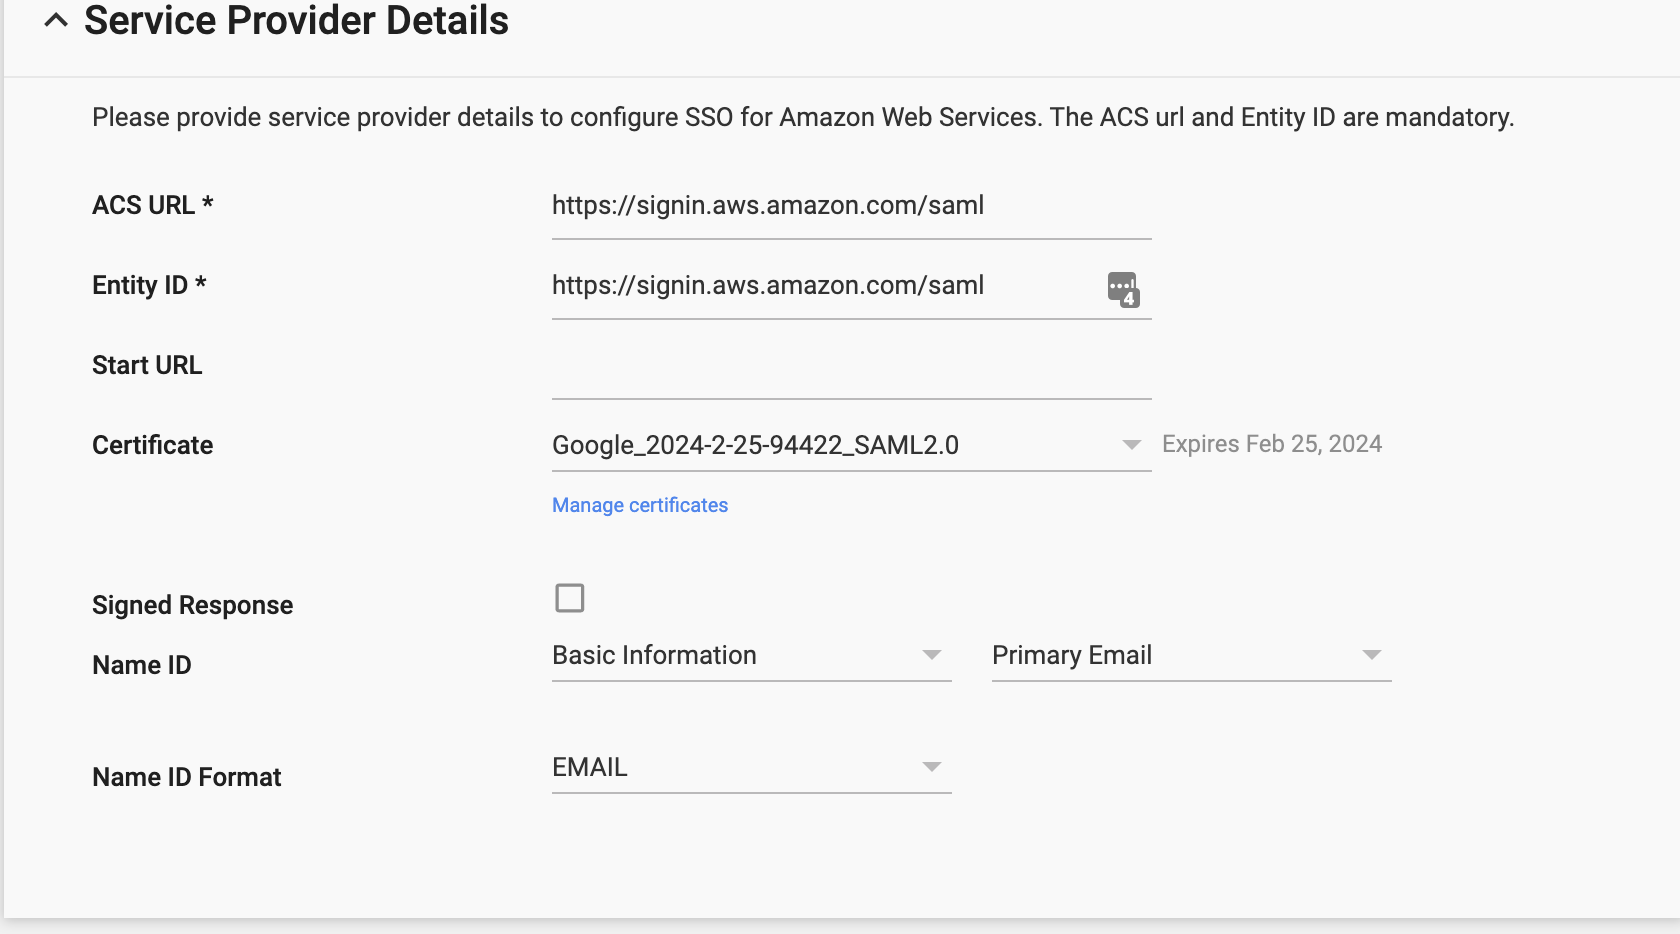 Service Provider Details
Please provide service provider details to configure SSO for Amazon Web Services. The ACS url and Entity ID are mandatory.
ACS URL * https://signin.aws.amazon.com/saml
Entity ID * https://signin.aws.amazon.com/saml 4
Start URL
Certificate Google_2024-2-25-94422_SAML2.0 Expires Feb 25, 2024
Manage certificates
Signed Response
Name ID Basic Information Primary Email
Name ID Format EMAIL